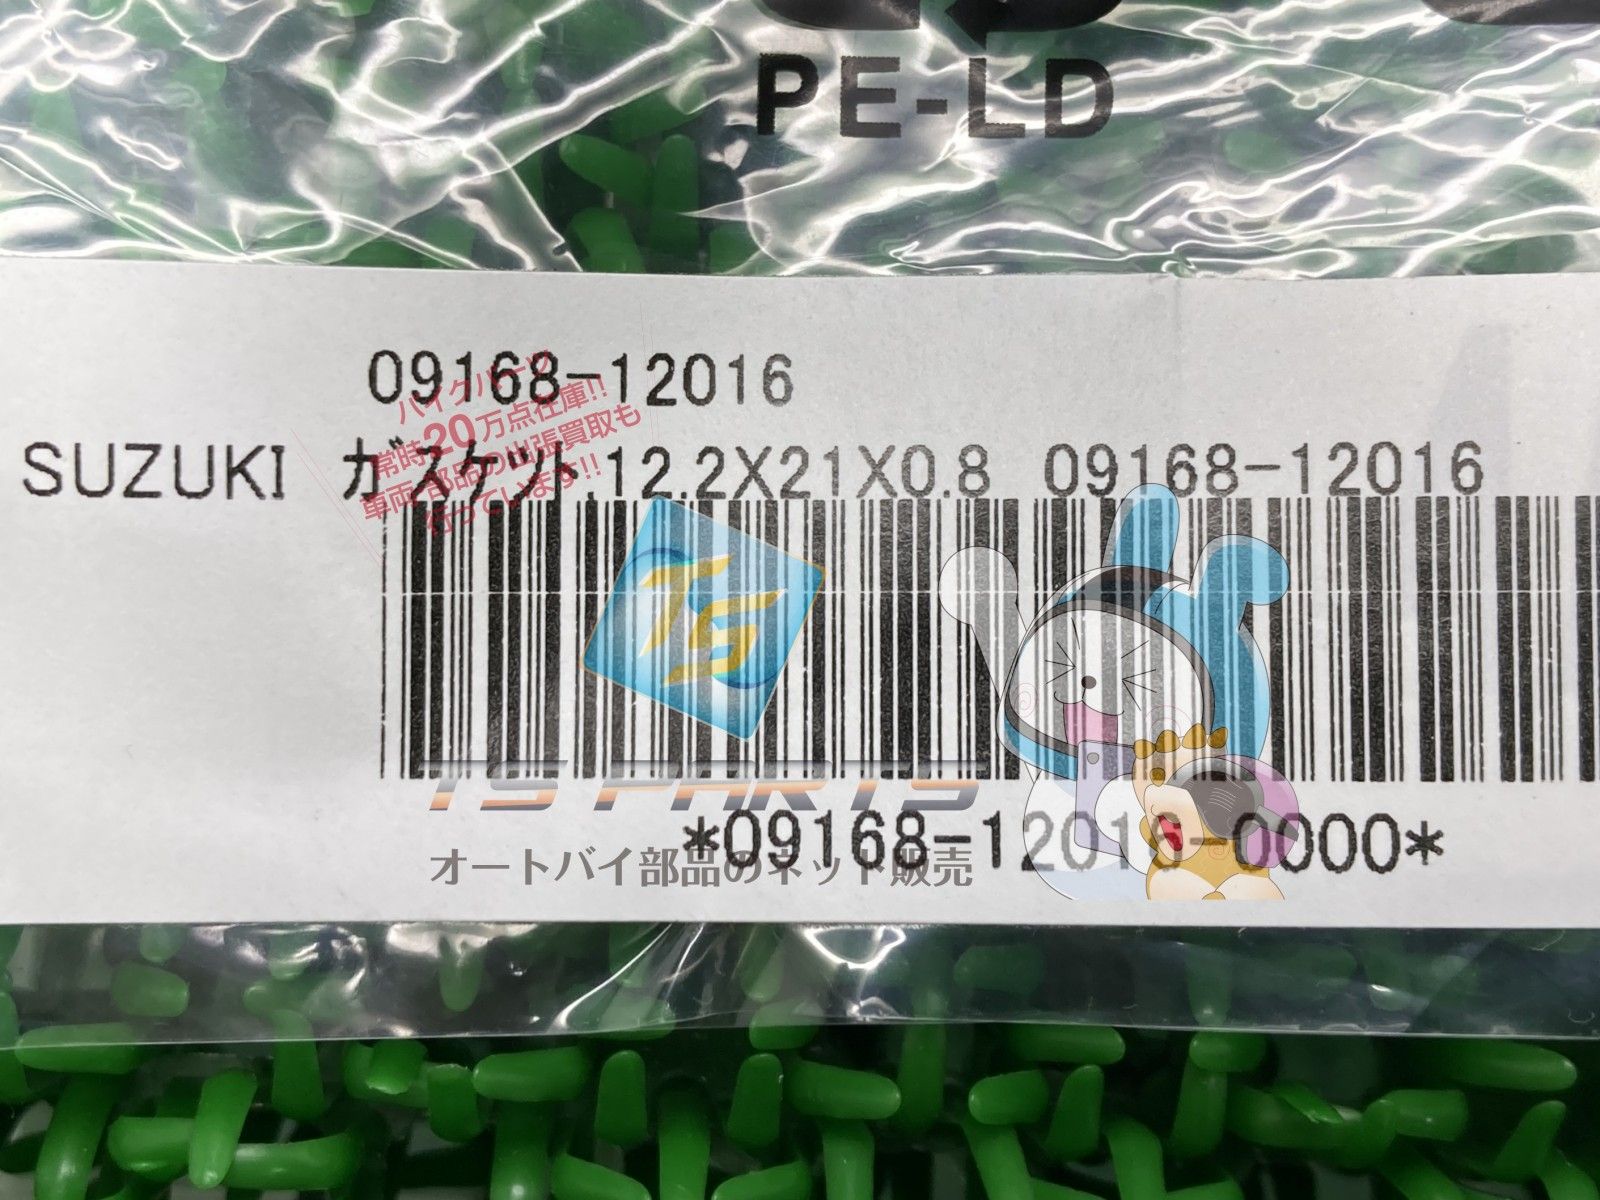 PE-LD
09168-12016
SUZUKI ガスケット,12.2X21X0.8 09168-12016
バイクパーツ
常時20万点在庫!!
車両・部品の出張買取も
行っています!!
TS
TS PARTS
*09168-12016-0000*
オートバイ部品のネット販売